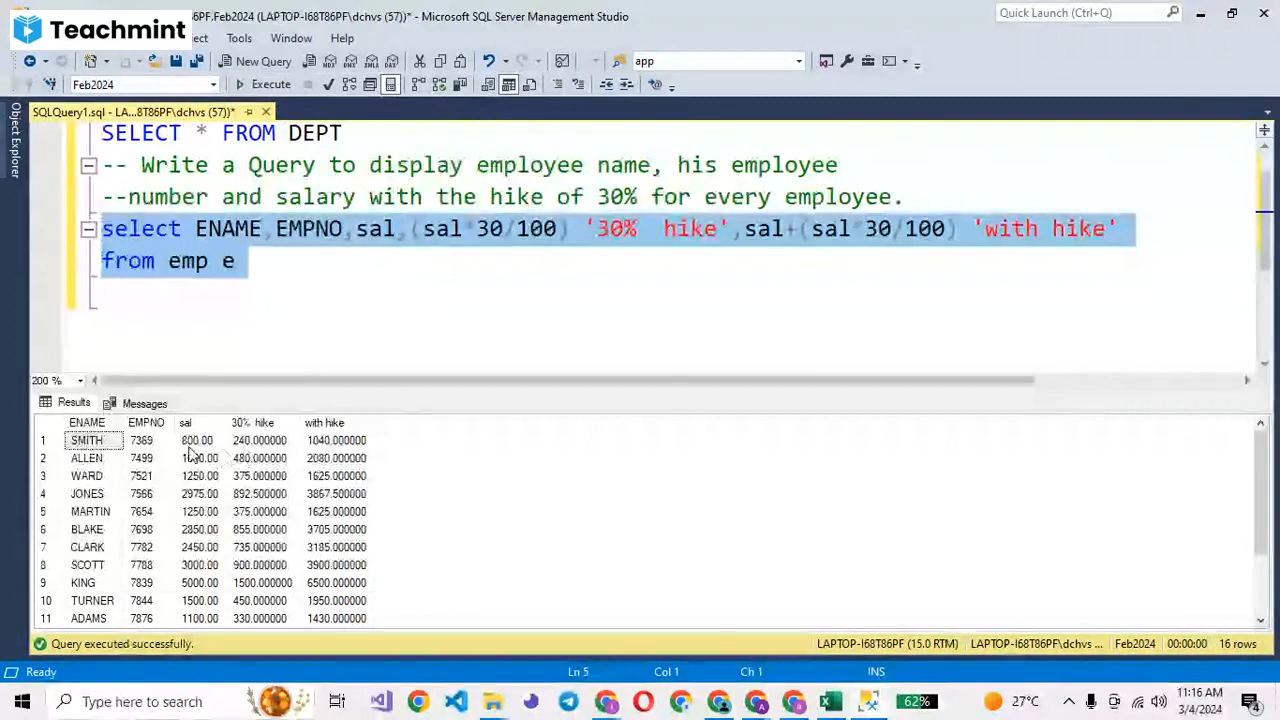 PF.Feb2024 (LAPTOP-I68T86PF\dchvs (57))* - Microsoft SQL Server Management Studio
Quick Launch (Ctrl+Q)
Teachmint
Tools Window Help
New Query app
Feb2024 Execute
SQLQuery1.sql - LA...8T86PF\dchvs (57))*
Object Explorer
SELECT * FROM DEPT
-- Write a Query to display employee name, his employee
--number and salary with the hike of 30% for every employee.
select ENAME,EMPNO,sal,(sal*30/100) '30%  hike',sal+(sal*30/100) 'with hike'
from emp e
200 %
Results Messages
ENAME EMPNO sal 30%  hike with hike
1 SMITH 7369 800.00 240.000000 1040.000000
2 ALLEN 7499 480.000000 2080.000000
3 WARD 7521 1250.00 375.000000 1625.000000
4 JONES 7566 2975.00 892.500000 3867.500000
5 MARTIN 7654 1250.00 375.000000 1625.000000
6 BLAKE 7698 2850.00 855.000000 3705.000000
7 CLARK 7782 2450.00 735.000000 3185.000000
8 SCOTT 7788 3000.00 900.000000 3900.000000
9 KING 7839 5000.00 1500.000000 6500.000000
10 TURNER 7844 1500.00 450.000000 1950.000000
11 ADAMS 7876 1100.00 330.000000 1430.000000
Query executed successfully. LAPTOP-I68T86PF (15.0 RTM) LAPTOP-I68T86PF\dchvs ... Feb2024 00:00:00 16 rows
Ready Ln 5 Col 1 Ch 1 INS
Type here to search 62% 27°C 11:16 AM
3/4/2024 4